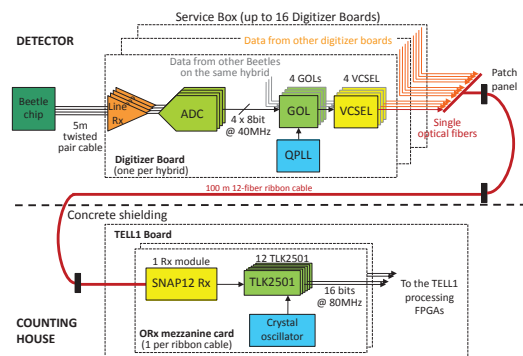 Service Box (up to 16 Digitizer Boards)
DETECTOR
Data from other digitizer boards
Data from other Beetles
on the same hybrid
4 GOLs
4 VCSEL
Patch
panel
Beetle
chip
Line
Rx
ADC
GOL
VCSEL
5m
twisted
pair cable
4 x 8bit
@ 40MHz
Single
optical fibers
QPLL
Digitizer Board
(one per hybrid)
100 m 12-fiber ribbon cable
Concrete shielding
TELL1 Board
1 Rx module
12 TLK2501
SNAP12 Rx
TLK2501
16 bits
@ 80MHz
To the TELL1
processing
FPGAs
ORx mezzanine card
(1 per ribbon cable)
Crystal
oscillator
COUNTING
HOUSE